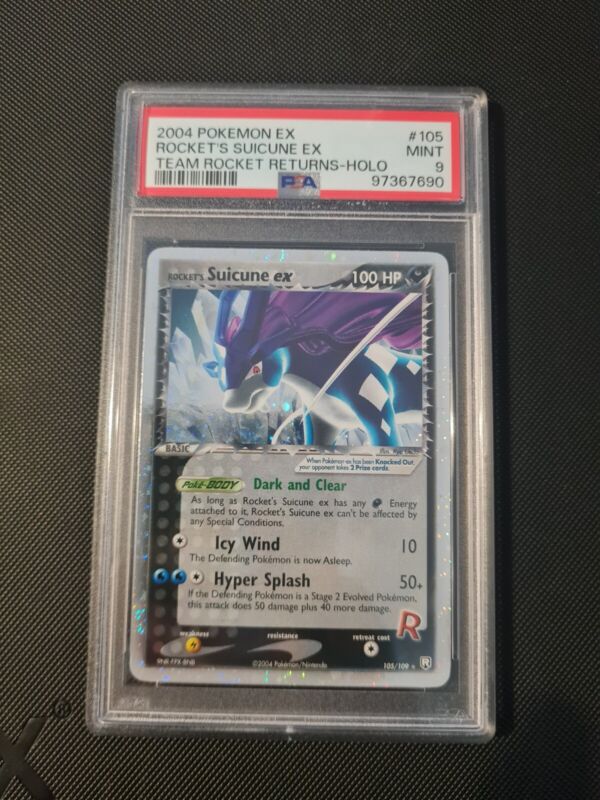 2004 POKEMON EX #105
ROCKET'S SUICUNE EX MINT
TEAM ROCKET RETURNS-HOLO 9
PSA 97367690
ROCKET'S Suicune ex 100 HP
BASIC
When Pokémon-ex has been Knocked Out,
your opponent takes 2 Prize cards.
Poké-BODY Dark and Clear
As long as Rocket's Suicune ex has any Energy
attached to it, Rocket's Suicune ex can't be affected by
any Special Conditions.
Icy Wind 10
The Defending Pokémon is now Asleep.
Hyper Splash 50+
If the Defending Pokémon is a Stage 2 Evolved Pokémon,
this attack does 50 damage plus 40 more damage.
R
weakness resistance retreat cost
©2004 Pokémon/Nintendo 105/109 R
X®